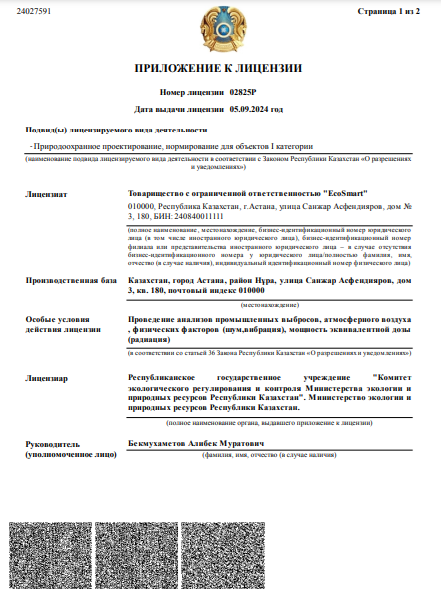 24027591
Страница 1 из 2
ПРИЛОЖЕНИЕ К ЛИЦЕНЗИИ
Номер лицензии 02825Р
Дата выдачи лицензии 05.09.2024 год
Подвид(ы) лицензируемого вида деятельности
-Природоохранное проектирование, нормирование для объектов I категории
(наименование подвида лицензируемого вида деятельности в соответствии с Законом Республики Казахстан «О разрешениях
и уведомлениях»)
Лицензиат
Товарищество с ограниченной ответственностью "EcoSmart"
010000, Республика Казахстан, г.Астана, улица Санжар Асфендияров, дом №
3, 180, БИН: 240840011111
(полное наименование, местонахождение, бизнес-идентификационный номер юридического
лица (в том числе иностранного юридического лица), бизнес-идентификационный номер
филиала или представительства иностранного юридического лица – в случае отсутствия
бизнес-идентификационного номера у юридического лица/полностью фамилия, имя,
отчество (в случае наличия), индивидуальный идентификационный номер физического лица)
Производственная база
Казахстан, город Астана, район Нұра, улица Санжар Асфендияров, дом
3, кв. 180, почтовый индекс 010000
(местонахождение)
Особые условия
действия лицензии
Проведение анализов промышленных выбросов, атмосферного воздуха
, физических факторов (шум,вибрация), мощность эквивалентной дозы
(радиация)
(в соответствии со статьей 36 Закона Республики Казахстан «О разрешениях и уведомлениях»)
Лицензиар
Республиканское государственное учреждение "Комитет
экологического регулирования и контроля Министерства экологии и
природных ресурсов Республики Казахстан". Министерство экологии и
природных ресурсов Республики Казахстан.
(полное наименование органа, выдавшего приложение к лицензии)
Руководитель
(уполномоченное лицо)
Бекмухаметов Алибек Муратович
(фамилия, имя, отчество (в случае наличия)